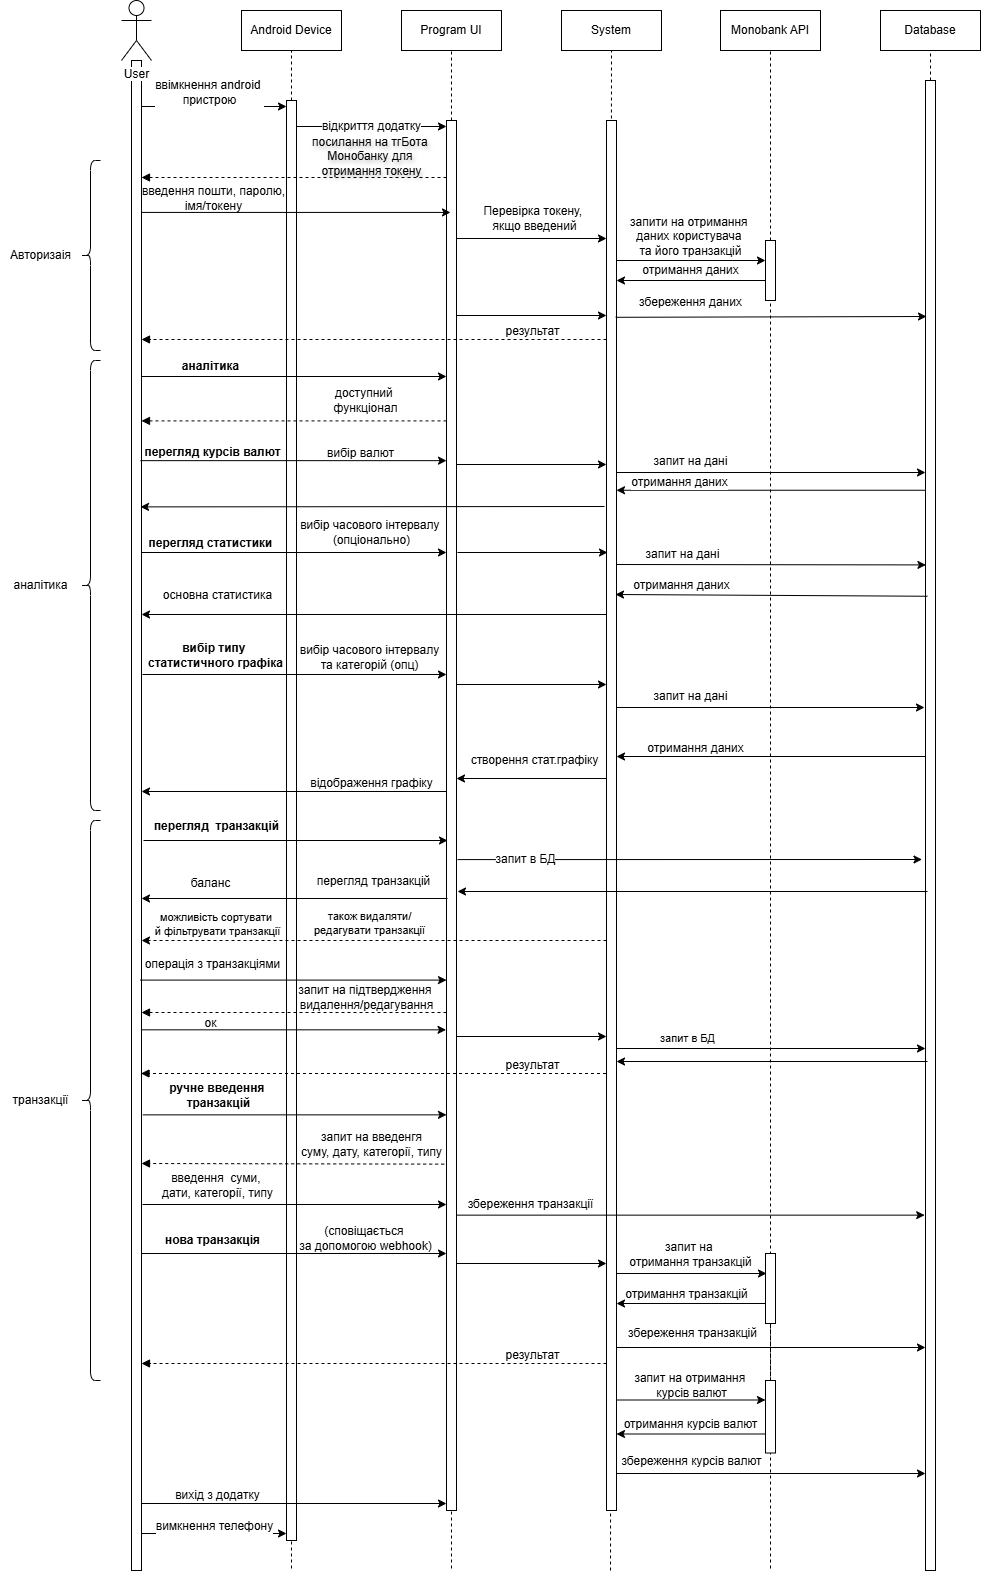 Android Device
Program UI
System
Monobank API
Database
User
ввімкнення android
пристрою
відкриття додатку
посилання на тгБота
Монобанку для
отримання токену
введення пошти, паролю,
імя/токену
Перевірка токену,
якщо введений
запити на отримання
даних користувача
та його транзакцій
Авторизаія
отримання даних
збереження даних
результат
аналітика
доступний
функціонал
перегляд курсів валют
вибір валют
запит на дані
отримання даних
вибір часового інтервалу
(опціонально)
перегляд статистики
запит на дані
аналітика
отримання даних
основна статистика
вибір типу
статистичного графіка
вибір часового інтервалу
та категорій (опц)
запит на дані
отримання даних
створення стат.графіку
відображення графіку
перегляд  транзакцій
запит в БД
баланс
перегляд транзакцій
можливість сортувати
й фільтрувати транзакції
також видаляти/
редагувати транзакції
операція з транзакціями
запит на підтвердження
видалення/редагування
ок
запит в БД
результат
ручне введення
транзакцій
транзакції
запит на введенгя
суму, дату, категорії, типу
введення  суми,
дати, категорії, типу
збереження транзакції
нова транзакція
(сповіщається
за допомогою webhook)
запит на
отримання транзакцій
отримання транзакцій
збереження транзакцій
результат
запит на отримання
курсів валют
отримання курсів валют
збереження курсів валют
вихід з додатку
вимкнення телефону